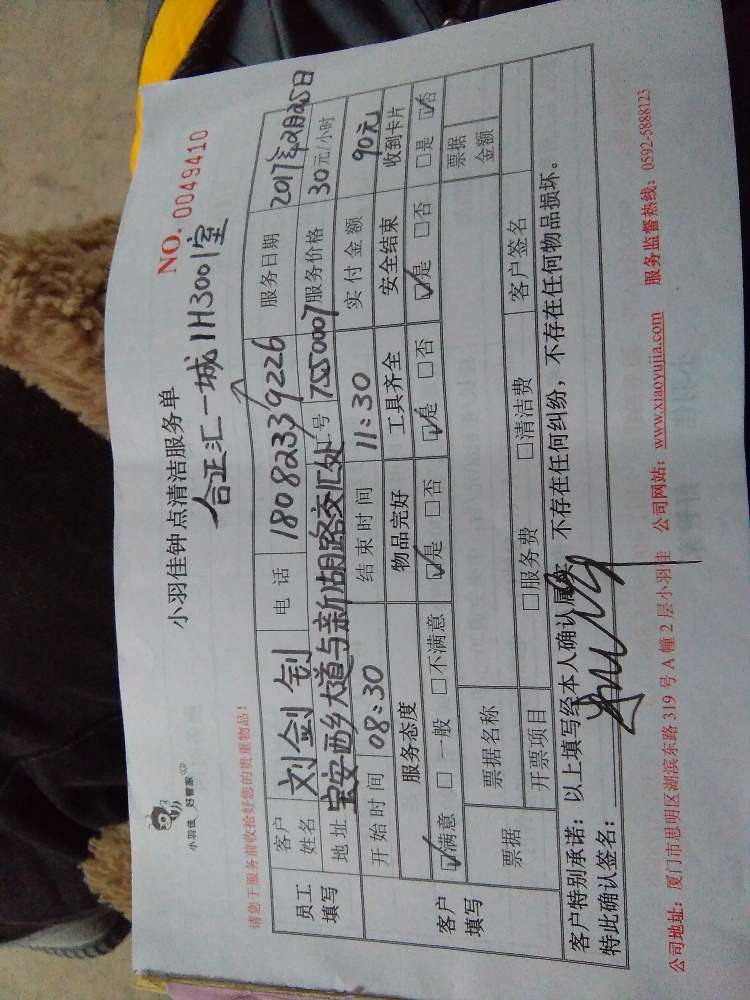 小羽佳 好管家
小羽佳钟点清洁服务单
NO. 0049410
合正汇一城1H3001室
请您于服务前收拾好您的贵重物品！
员工填写
客户姓名 刘剑钊 电话 18082339226 服务日期 2017年2月25日
地址 宝安西乡大道与新湖路交汇处 工号 7550007 服务价格 30元/小时
开始时间 08:30 结束时间 11:30 实付金额 90元
客户填写
服务态度 物品完好 工具齐全 安全结束 收到卡片
☑满意 □一般 □不满意 ☑是 □否 ☑是 □否 ☑是 □否 □是 ☑否
票据 票据名称 票据金额
开票项目 □服务费 □清洁费 客户签名
客户特别承诺：以上填写经本人确认属实，不存在任何纠纷，不存在任何物品损坏。
特此确认签名：
公司地址：厦门市思明区湖滨东路319号A幢2层小羽佳 公司网站：www.xiaoyujia.com 服务监督热线：0592-5888123